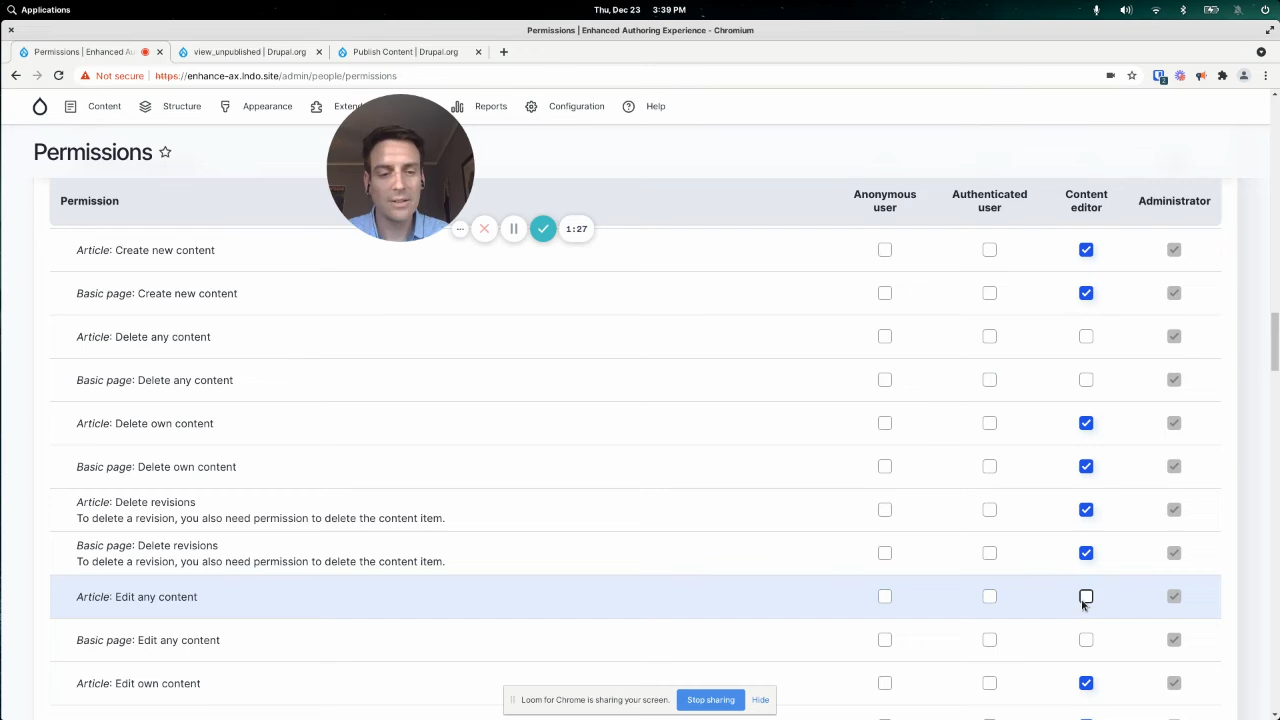 Applications
Thu, Dec 23 3:39 PM
Permissions | Enhanced Authoring Experience - Chromium
Permissions | Enhanced Au
view_unpublished | Drupal.org
Publish Content | Drupal.org
Not secure
https://enhance-ax.lndo.site/admin/people/permissions
2
Content
Structure
Appearance
Exten
Reports
Configuration
Help
Permissions
Permission
Anonymous user
Authenticated user
Content editor
Administrator
1:27
Article: Create new content
Basic page: Create new content
Article: Delete any content
Basic page: Delete any content
Article: Delete own content
Basic page: Delete own content
Article: Delete revisions
To delete a revision, you also need permission to delete the content item.
Basic page: Delete revisions
To delete a revision, you also need permission to delete the content item.
Article: Edit any content
Basic page: Edit any content
Article: Edit own content
Loom for Chrome is sharing your screen.
Stop sharing
Hide